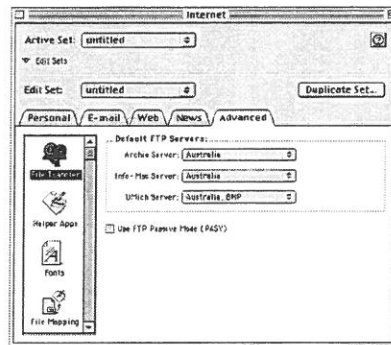 Internet
Active Set: untitled
Edit Sets
Edit Set: untitled
Duplicate Set...
Personal E-mail Web News Advanced
Default FTP Servers:
File Transfer
Archie Server: Australia
Info-Mac Server: Australia
UMich Server: Australia, BHP
Helper Apps
Use FTP Passive Mode (PASV)
Fonts
File Mapping